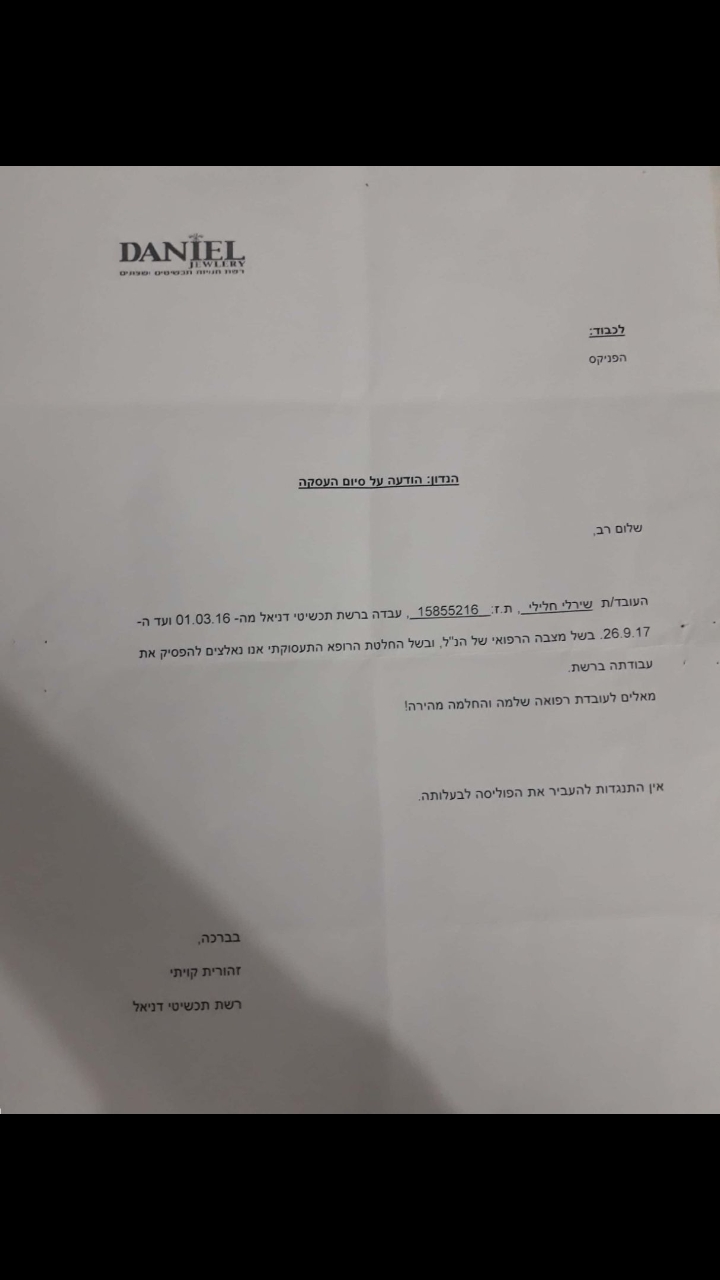 DANIEL
JEWLERY
רשת חנויות תכשיטים ושעונים
לכבוד:
הפניקס
הנדון: הודעה על סיום העסקה
שלום רב,
העובד/ת שירלי חלילי, ת.ז: 15855216, עבדה ברשת תכשיטי דניאל מה- 01.03.16 ועד ה-
26.9.17. בשל מצבה הרפואי של הנ"ל, ובשל החלטת הרופא התעסוקתי אנו נאלצים להפסיק את
עבודתה ברשת.
מאלים לעובדת רפואה שלמה והחלמה מהירה!
אין התנגדות להעביר את הפוליסה לבעלותה.
בברכה,
זהורית קויתי
רשת תכשיטי דניאל